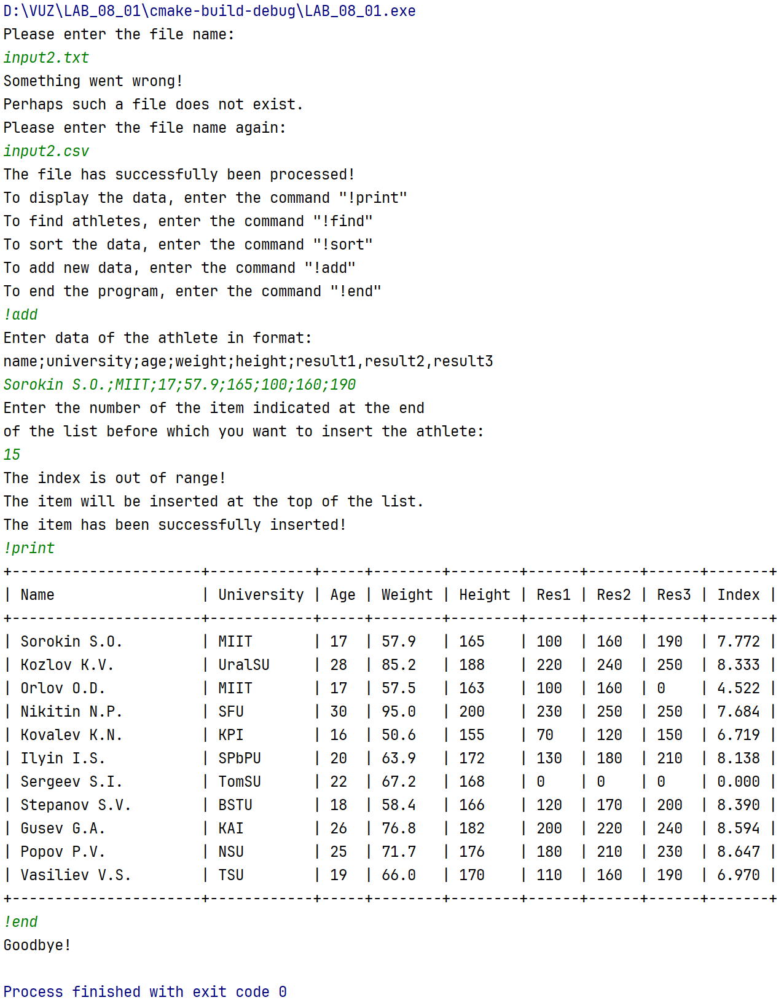 D:\VUZ\LAB_08_01\cmake-build-debug\LAB_08_01.exe
Please enter the file name:
input2.txt
Something went wrong!
Perhaps such a file does not exist.
Please enter the file name again:
input2.csv
The file has successfully been processed!
To display the data, enter the command "!print"
To find athletes, enter the command "!find"
To sort the data, enter the command "!sort"
To add new data, enter the command "!add"
To end the program, enter the command "!end"
!add
Enter data of the athlete in format:
name;university;age;weight;height;result1,result2,result3
Sorokin S.O.;MIIT;17;57.9;165;100;160;190
Enter the number of the item indicated at the end
of the list before which you want to insert the athlete:
15
The index is out of range!
The item will be inserted at the top of the list.
The item has been successfully inserted!
!print
+----------------------+------------+-----+--------+--------+------+------+------+-------+
| Name                 | University | Age | Weight | Height | Res1 | Res2 | Res3 | Index |
+----------------------+------------+-----+--------+--------+------+------+------+-------+
| Sorokin S.O.         | MIIT       | 17  | 57.9   | 165    | 100  | 160  | 190  | 7.772 |
| Kozlov K.V.          | UralSU     | 28  | 85.2   | 188    | 220  | 240  | 250  | 8.333 |
| Orlov O.D.           | MIIT       | 17  | 57.5   | 163    | 100  | 160  | 0    | 4.522 |
| Nikitin N.P.         | SFU        | 30  | 95.0   | 200    | 230  | 250  | 250  | 7.684 |
| Kovalev K.N.         | KPI        | 16  | 50.6   | 155    | 70   | 120  | 150  | 6.719 |
| Ilyin I.S.           | SPbPU      | 20  | 63.9   | 172    | 130  | 180  | 210  | 8.138 |
| Sergeev S.I.         | TomSU      | 22  | 67.2   | 168    | 0    | 0    | 0    | 0.000 |
| Stepanov S.V.        | BSTU       | 18  | 58.4   | 166    | 120  | 170  | 200  | 8.390 |
| Gusev G.A.           | KAI        | 26  | 76.8   | 182    | 200  | 220  | 240  | 8.594 |
| Popov P.V.           | NSU        | 25  | 71.7   | 176    | 180  | 210  | 230  | 8.647 |
| Vasiliev V.S.        | TSU        | 19  | 66.0   | 170    | 110  | 160  | 190  | 6.970 |
+----------------------+------------+-----+--------+--------+------+------+------+-------+
!end
Goodbye!
Process finished with exit code 0